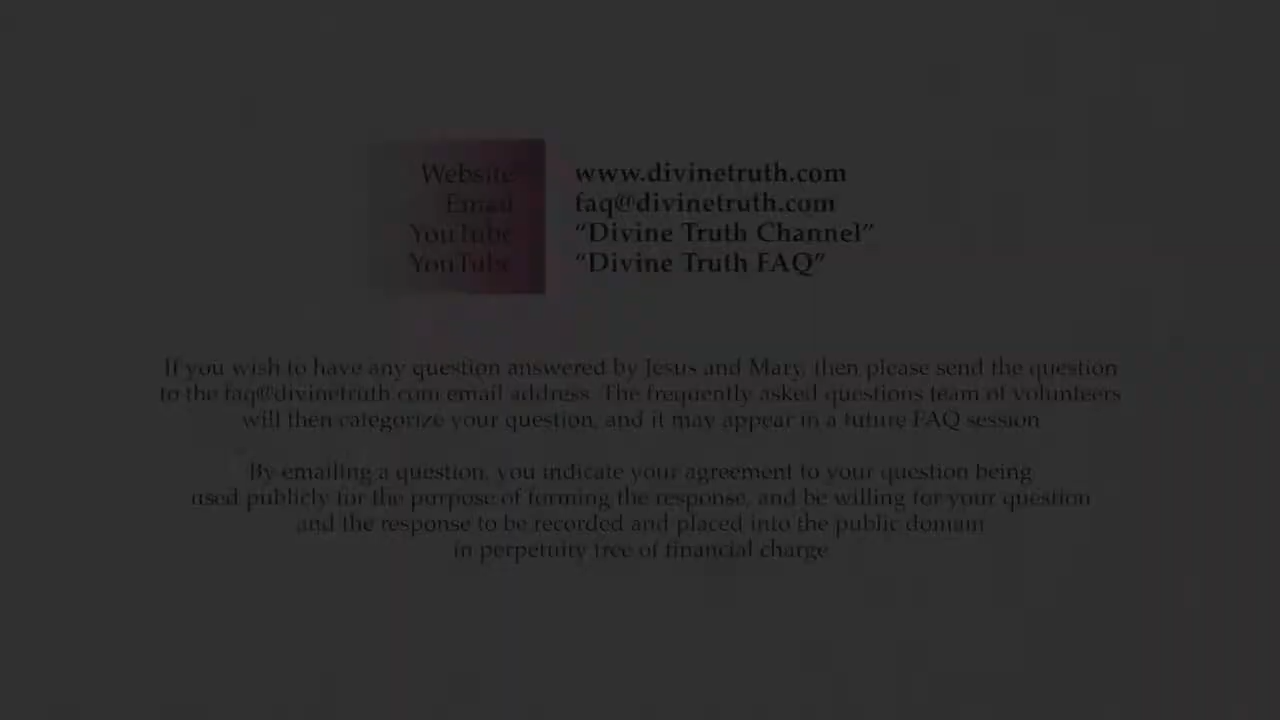 Website www.divinetruth.com
Email faq@divinetruth.com
YouTube “Divine Truth Channel”
YouTube “Divine Truth FAQ”
If you wish to have any question answered by Jesus and Mary, then please send the question
to the faq@divinetruth.com email address. The frequently asked questions team of volunteers
will then categorize your question, and it may appear in a future FAQ session
By emailing a question, you indicate your agreement to your question being
used publicly for the purpose of forming the response, and be willing for your question
and the response to be recorded and placed into the public domain
in perpetuity free of financial charge